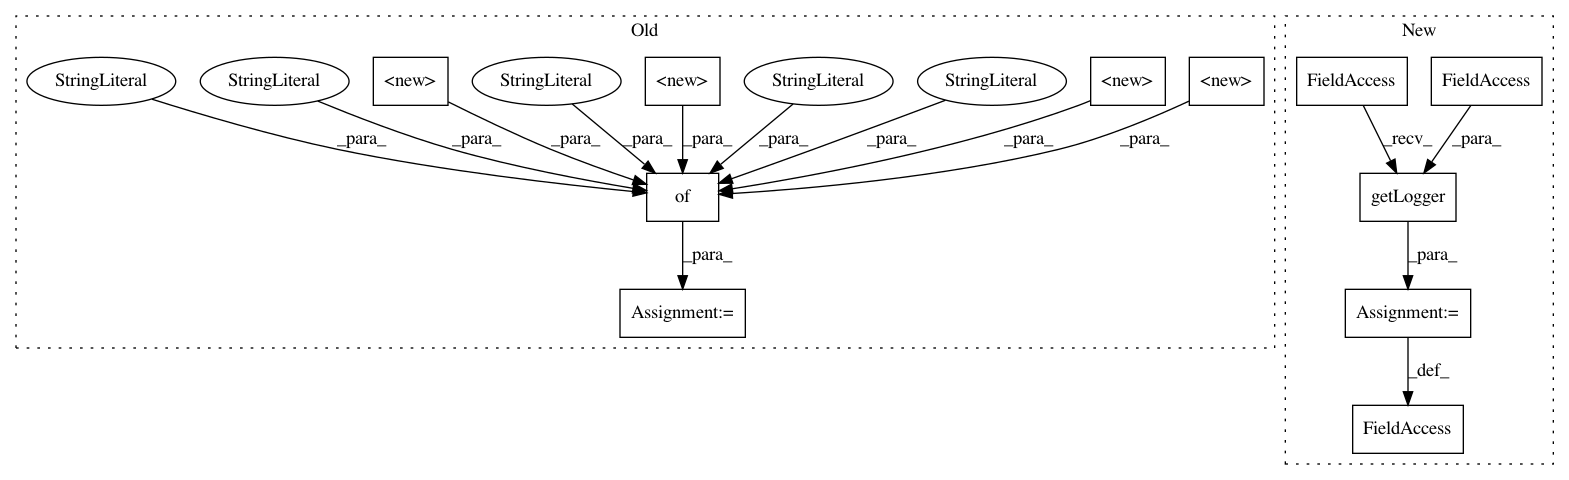 Old
New
StringLiteral StringLiteral <new> StringLiteral <new> StringLiteral StringLiteral <new> <new> FieldAccess FieldAccess
_para_ _para_ _para_ _para_ _para_ _para_ _para_ _para_ _para_ _recv_ _para_
of getLogger
_para_ _para_
Assignment:= Assignment:=
_def_
FieldAccess